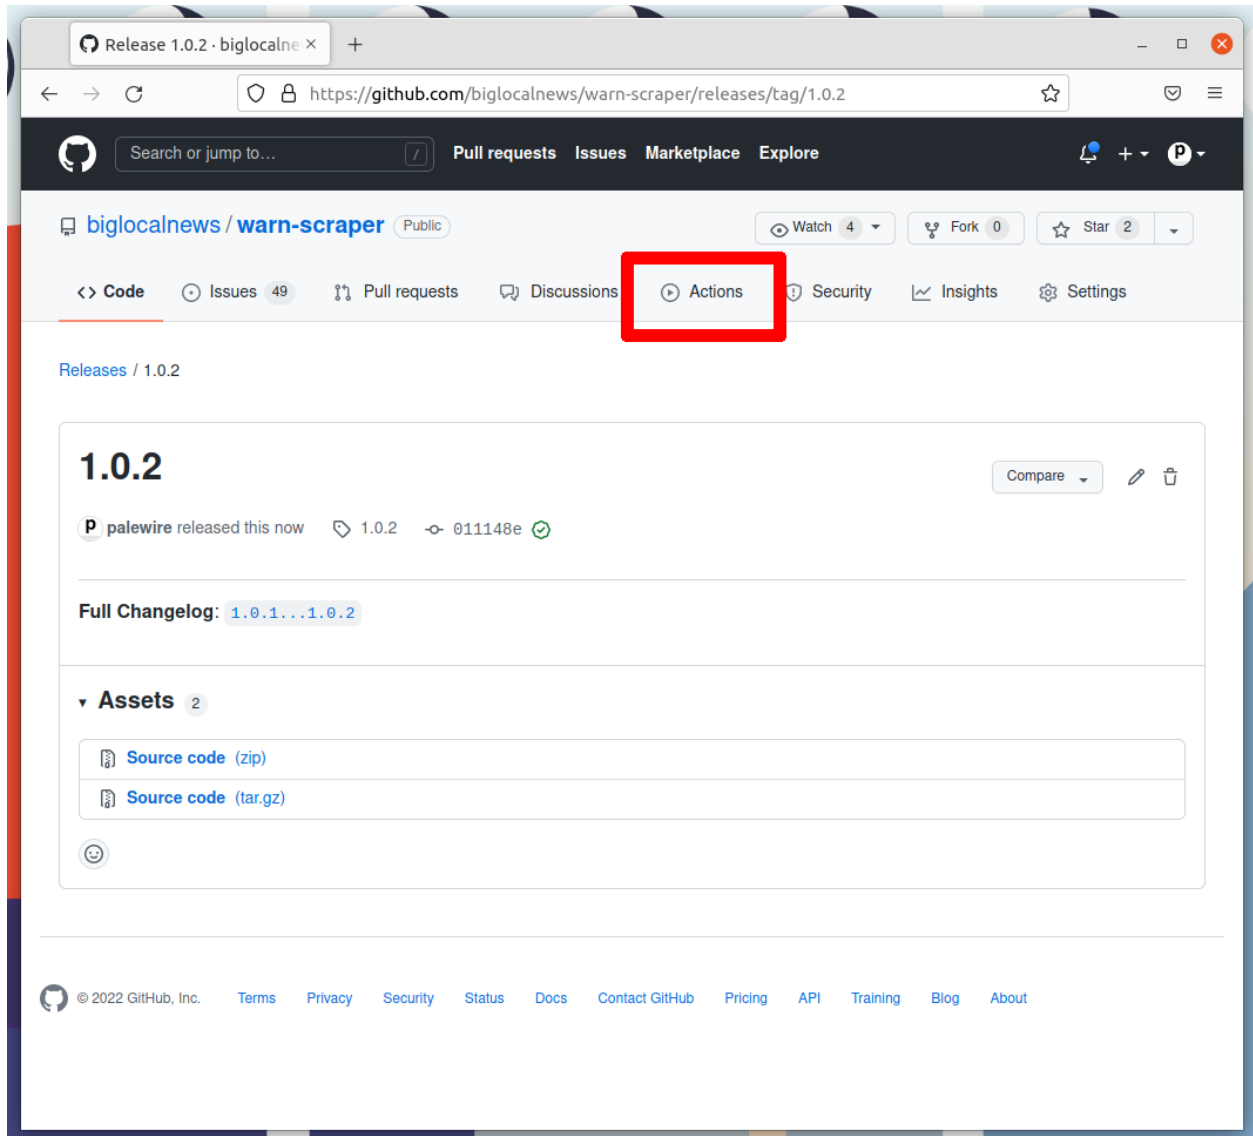 Release 1.0.2 · biglocalne
https://github.com/biglocalnews/warn-scraper/releases/tag/1.0.2
Search or jump to... / Pull requests Issues Marketplace Explore
biglocalnews / warn-scraper Public Watch 4 Fork 0 Star 2
Code Issues 49 Pull requests Discussions Actions Security Insights Settings
Releases / 1.0.2
1.0.2 Compare
p palewire released this now 1.0.2 011148e
Full Changelog: 1.0.1...1.0.2
Assets 2
Source code (zip)
Source code (tar.gz)
© 2022 GitHub, Inc. Terms Privacy Security Status Docs Contact GitHub Pricing API Training Blog About